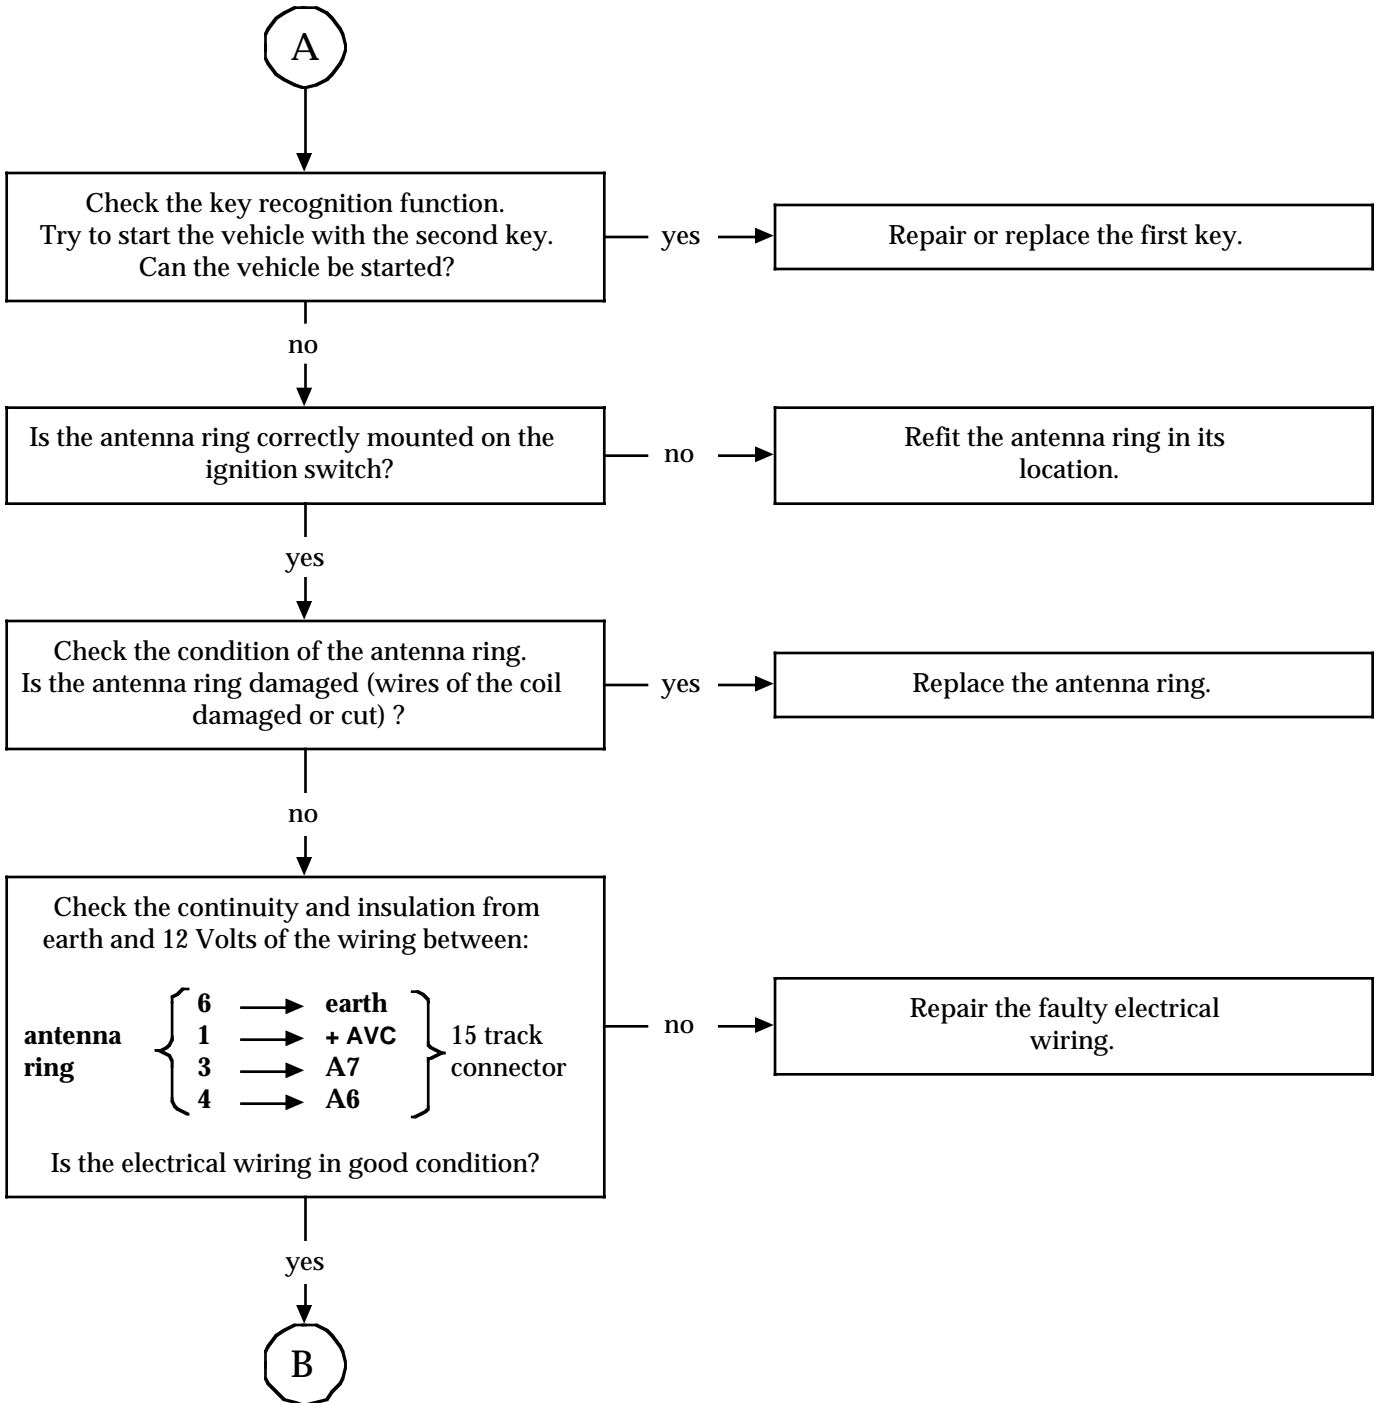 A
Check the key recognition function.
Try to start the vehicle with the second key.
Can the vehicle be started?
yes
Repair or replace the first key.
no
Is the antenna ring correctly mounted on the
ignition switch?
no
Refit the antenna ring in its
location.
yes
Check the condition of the antenna ring.
Is the antenna ring damaged (wires of the coil
damaged or cut) ?
yes
Replace the antenna ring.
no
Check the continuity and insulation from
earth and 12 Volts of the wiring between:
antenna
ring
6 earth
1 + AVC
3 A7
4 A6
15 track
connector
Is the electrical wiring in good condition?
no
Repair the faulty electrical
wiring.
yes
B